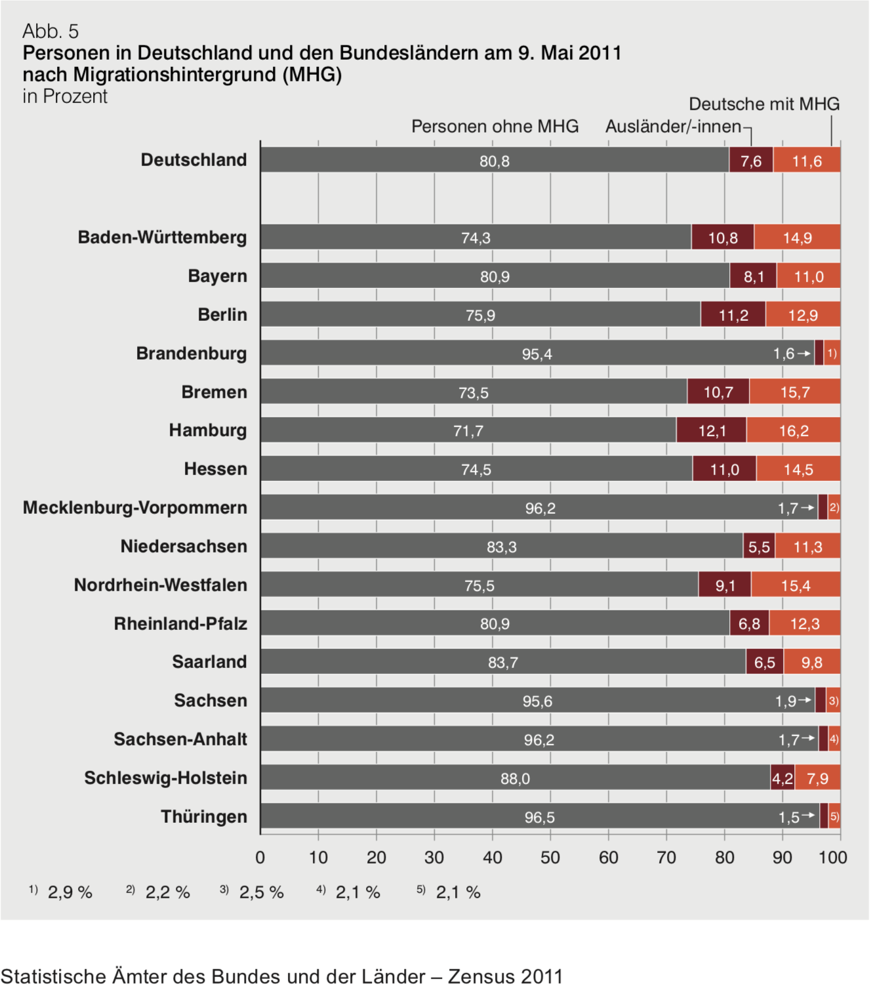 Abb. 5
Personen in Deutschland und den Bundesländern am 9. Mai 2011
nach Migrationshintergrund (MHG)
in Prozent
Deutsche mit MHG
Personen ohne MHG Ausländer/-innen
Deutschland 80,8 7,6 11,6
Baden-Württemberg 74,3 10,8 14,9
Bayern 80,9 8,1 11,0
Berlin 75,9 11,2 12,9
Brandenburg 95,4 1,6 1)
Bremen 73,5 10,7 15,7
Hamburg 71,7 12,1 16,2
Hessen 74,5 11,0 14,5
Mecklenburg-Vorpommern 96,2 1,7 2)
Niedersachsen 83,3 5,5 11,3
Nordrhein-Westfalen 75,5 9,1 15,4
Rheinland-Pfalz 80,9 6,8 12,3
Saarland 83,7 6,5 9,8
Sachsen 95,6 1,9 3)
Sachsen-Anhalt 96,2 1,7 4)
Schleswig-Holstein 88,0 4,2 7,9
Thüringen 96,5 1,5 5)
0 10 20 30 40 50 60 70 80 90 100
1) 2,9 % 2) 2,2 % 3) 2,5 % 4) 2,1 % 5) 2,1 %
Statistische Ämter des Bundes und der Länder – Zensus 2011